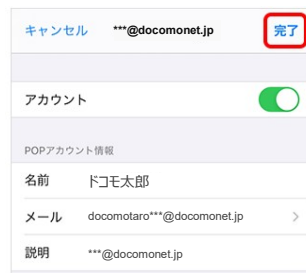 キャンセル ***@docomonet.jp 完了
アカウント
POPアカウント情報
名前 ドコモ太郎
メール docomotaro***@docomonet.jp
説明 ***@docomonet.jp